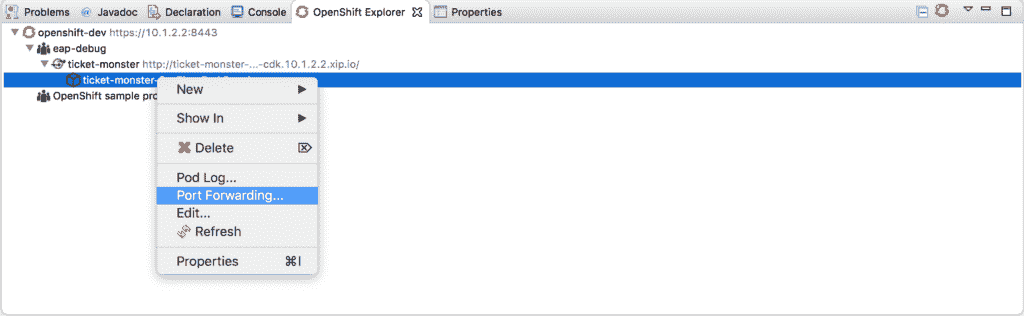 Problems Javadoc Declaration Console OpenShift Explorer Properties
openshift-dev https://10.1.2.2:8443
eap-debug
ticket-monster http://ticket-monster-...-cdk.10.1.2.2.xip.io/
ticket-monster-
OpenShift sample pro
New
Show In
Delete
Pod Log...
Port Forwarding...
Edit...
Refresh
Properties ⌘I